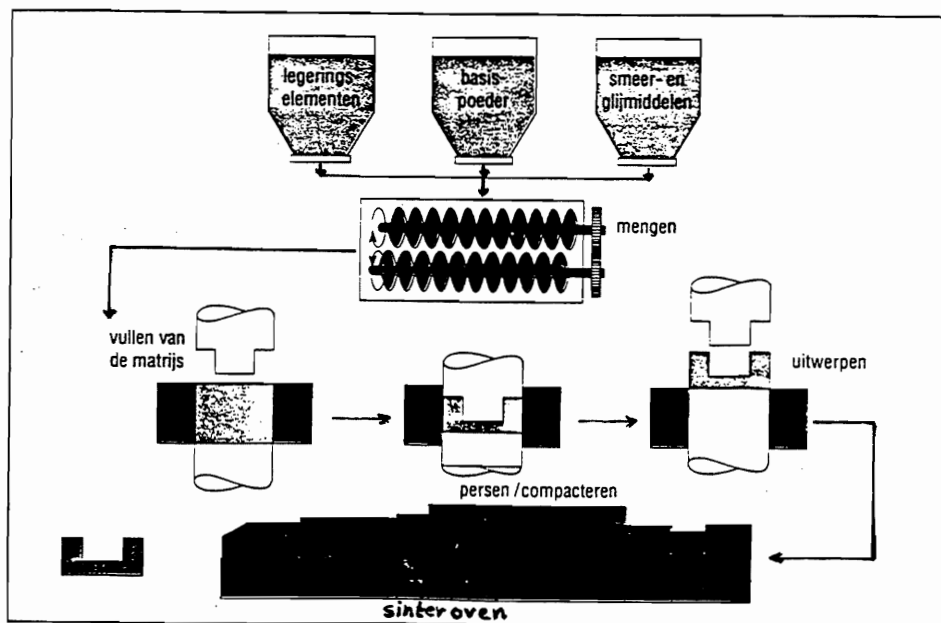 legerings-
elementen
basis-
poeder
smeer- en
glijmiddelen
mengen
vullen van
de matrijs
uitwerpen
persen / compacteren
sinteroven